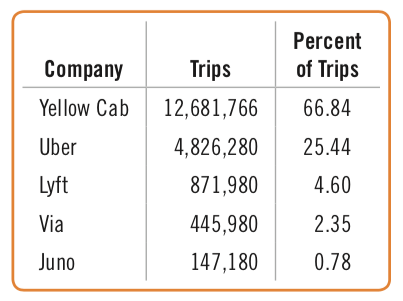 Company Trips Percent of Trips
Yellow Cab 12,681,766 66.84
Uber 4,826,280 25.44
Lyft 871,980 4.60
Via 445,980 2.35
Juno 147,180 0.78